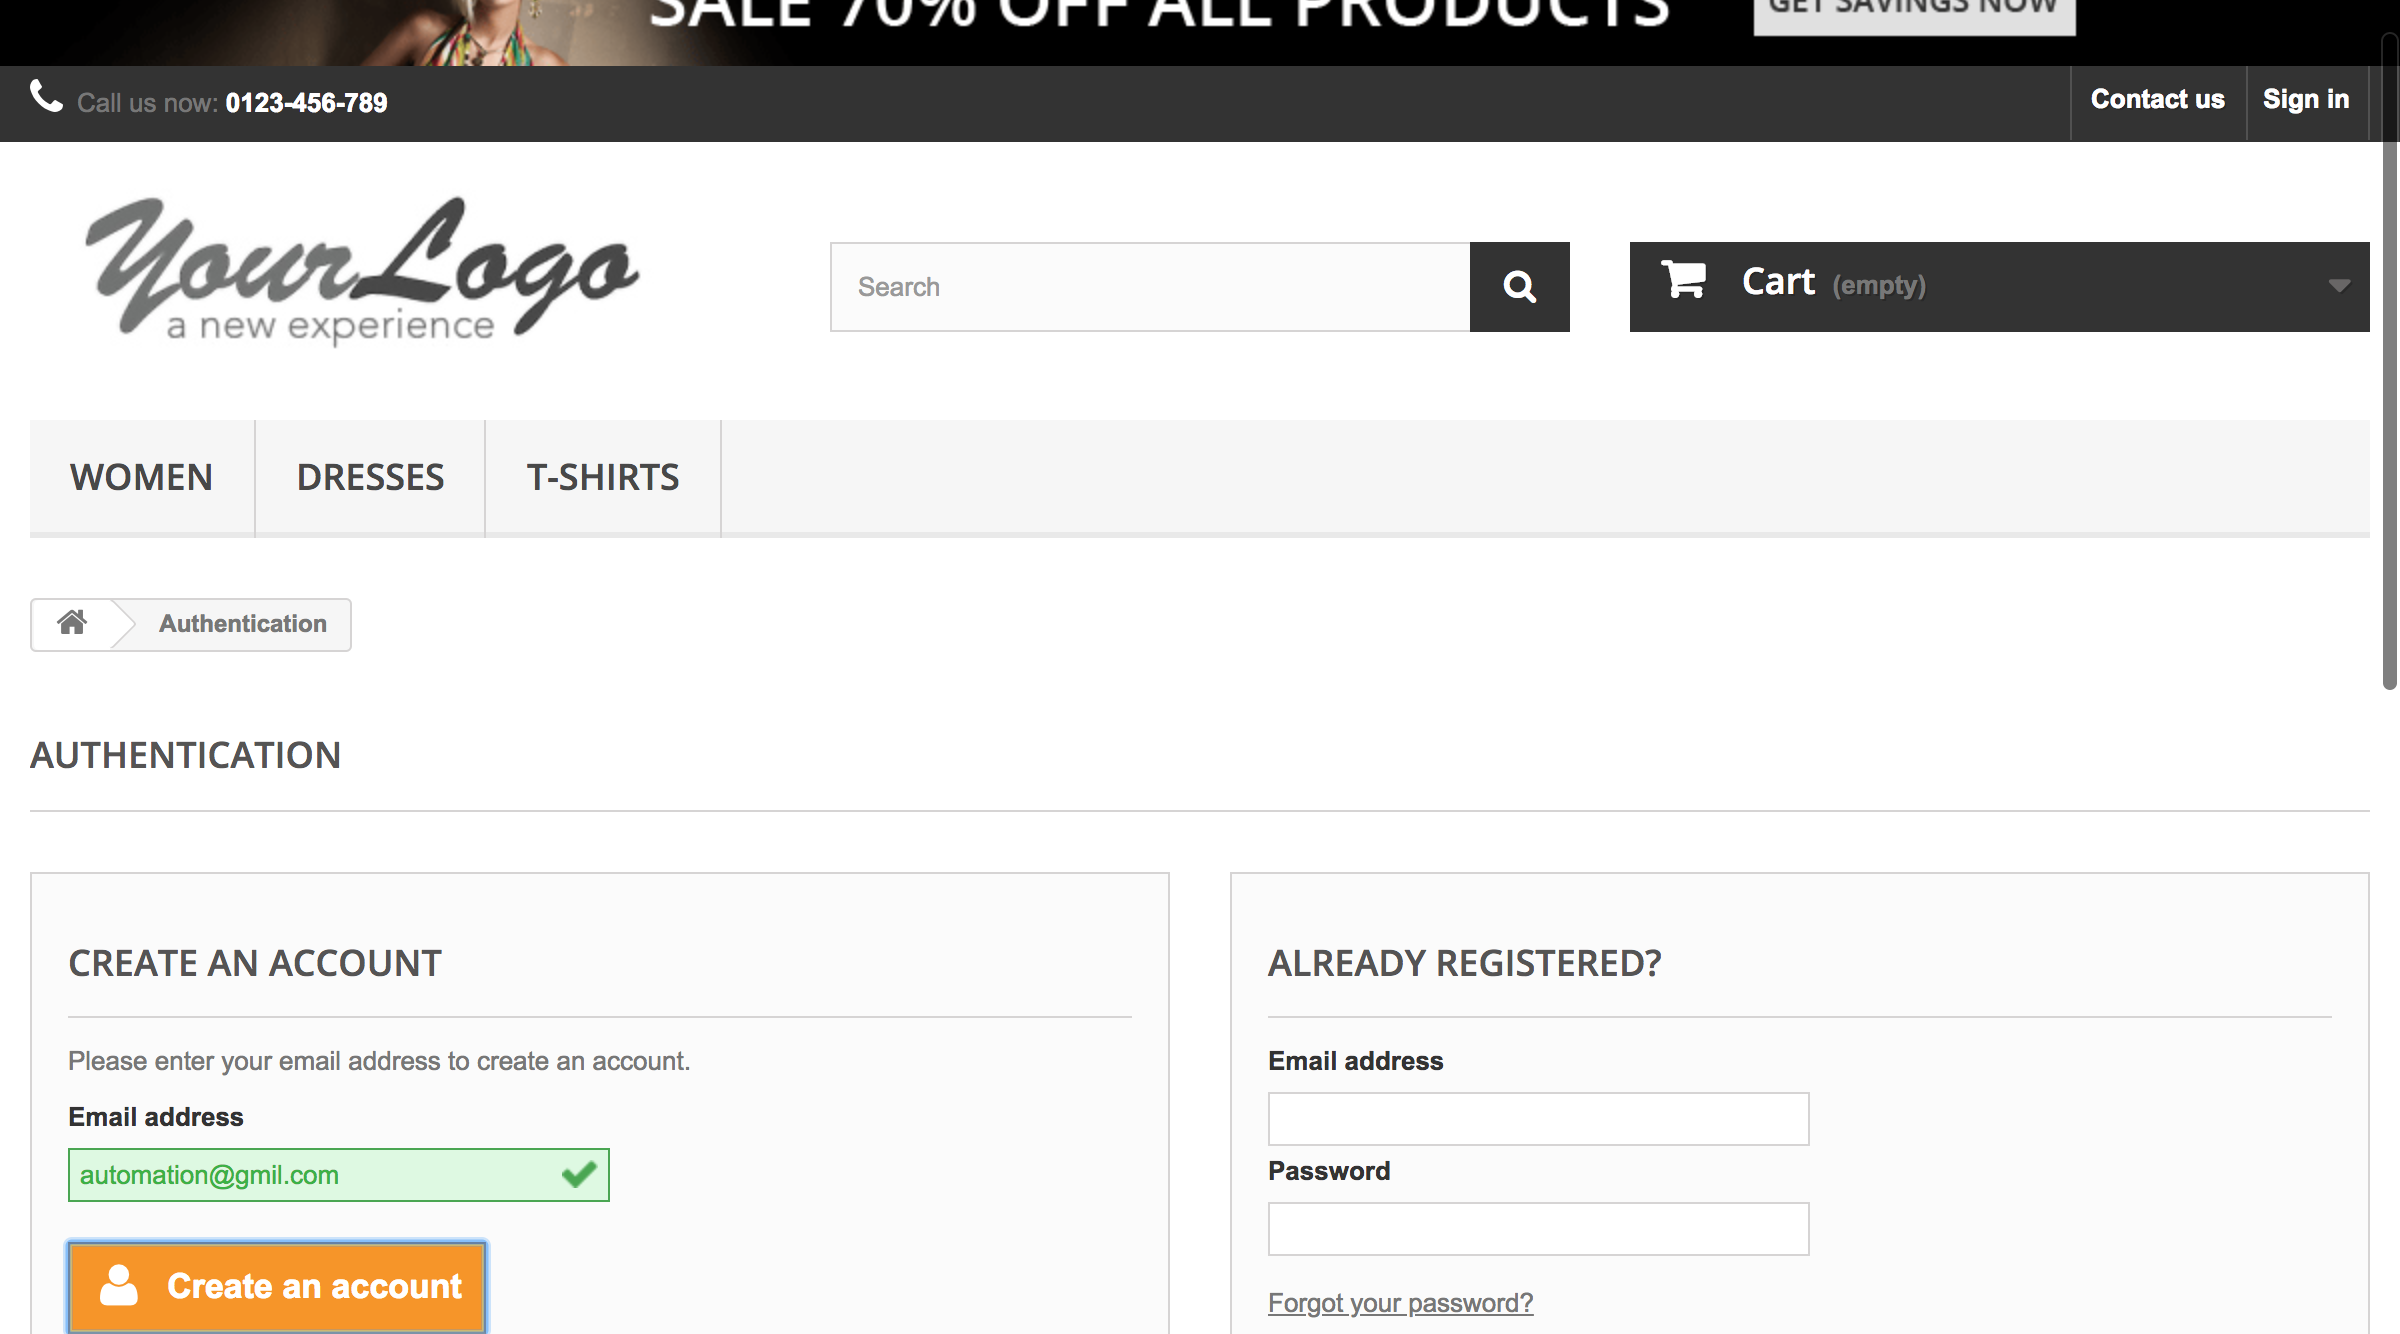 SALE 70% OFF ALL PRODUCTS
GET SAVINGS NOW
Call us now: 0123-456-789
Contact us
Sign in
YourLogo
a new experience
Search
Cart (empty)
WOMEN
DRESSES
T-SHIRTS
Authentication
AUTHENTICATION
CREATE AN ACCOUNT
Please enter your email address to create an account.
Email address
automation@gmil.com
Create an account
ALREADY REGISTERED?
Email address
Password
Forgot your password?